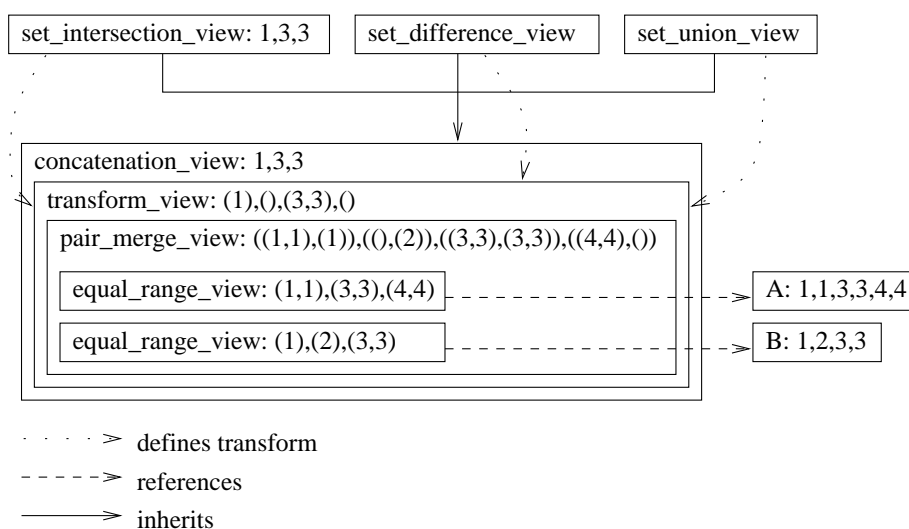 set_intersection_view: 1,3,3
set_difference_view
set_union_view
concatenation_view: 1,3,3
transform_view: (1),(),(3,3),()
pair_merge_view: ((1,1),(1)),((),(2)),((3,3),(3,3)),((4,4),())
equal_range_view: (1,1),(3,3),(4,4)
A: 1,1,3,3,4,4
equal_range_view: (1),(2),(3,3)
B: 1,2,3,3
defines transform
references
inherits